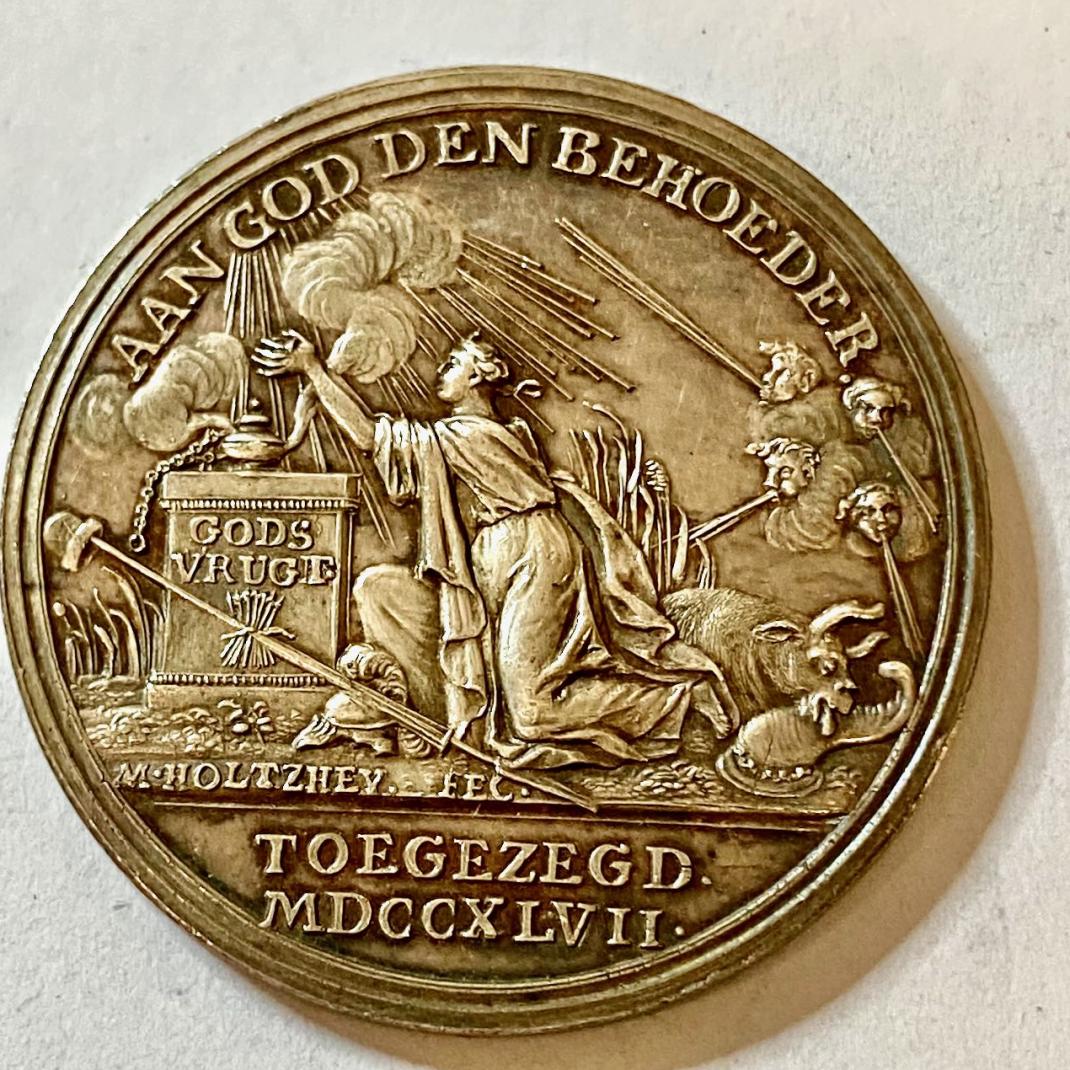 AAN GOD DEN BEHOEDER
GODS
VRUGT
M·HOLTZHEY. FEC.
TOEGEZEGD.
MDCCXLVII.